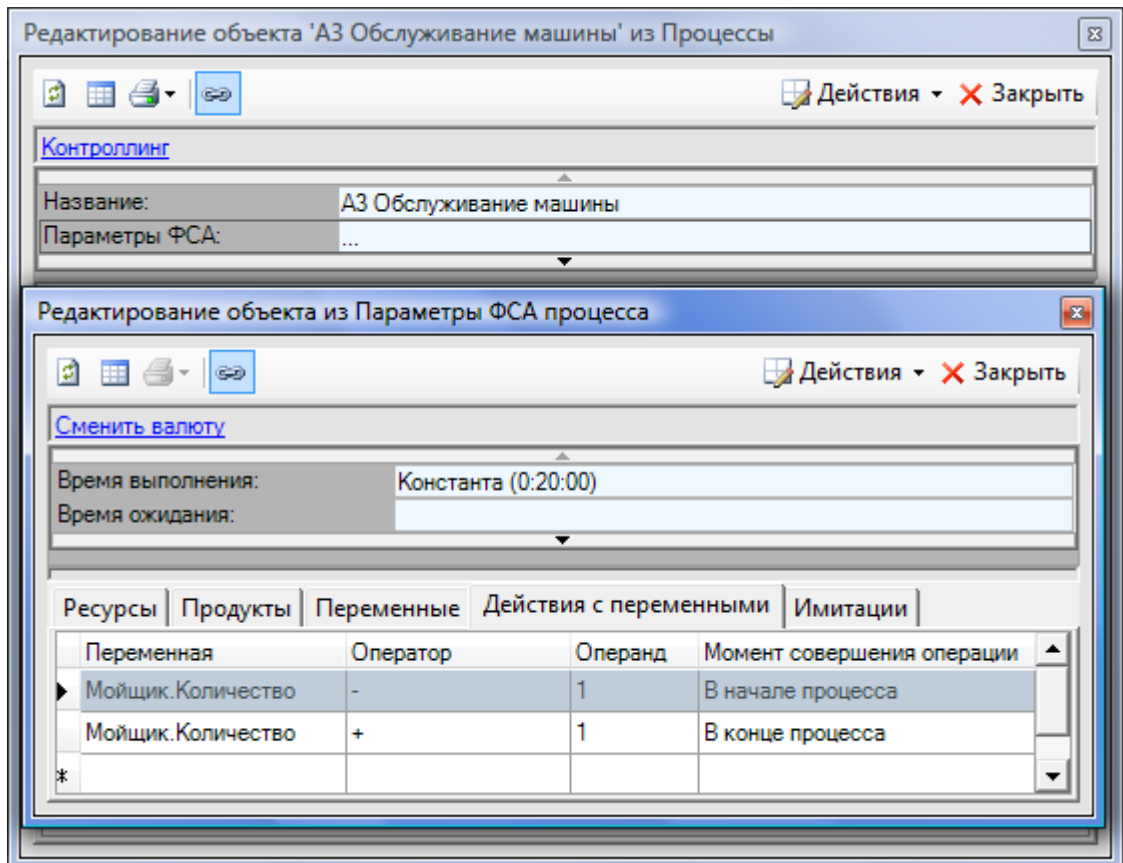 Редактирование объекта 'A3 Обслуживание машины' из Процессы
Действия Закрыть
Контроллинг
Название: A3 Обслуживание машины
Параметры ФСА: ...
Редактирование объекта из Параметры ФСА процесса
Действия Закрыть
Сменить валюту
Время выполнения: Константа (0:20:00)
Время ожидания:
Ресурсы Продукты Переменные Действия с переменными Имитации
Переменная Оператор Операнд Момент совершения операции
Мойщик.Количество - 1 В начале процесса
Мойщик.Количество + 1 В конце процесса
*